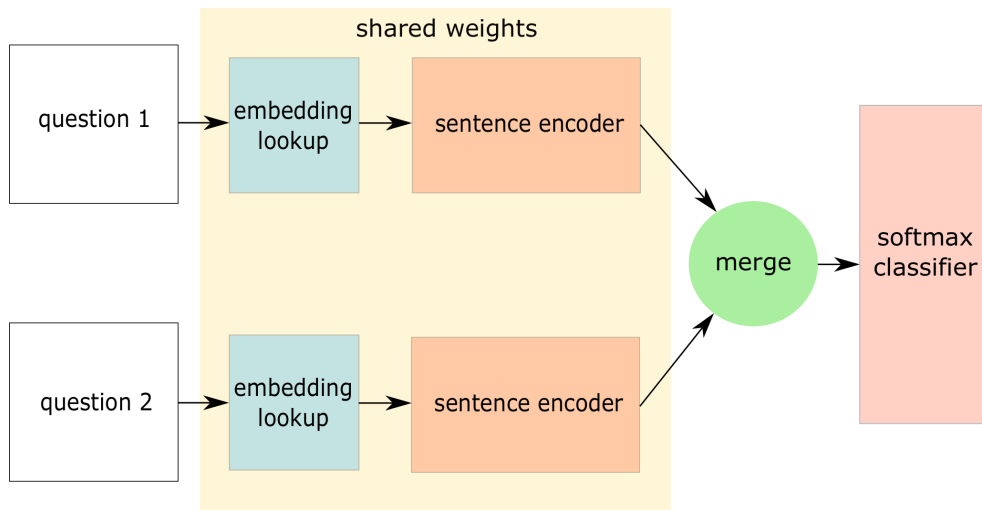 shared weights
question 1
embedding
lookup
sentence encoder
merge
softmax
classifier
question 2
embedding
lookup
sentence encoder